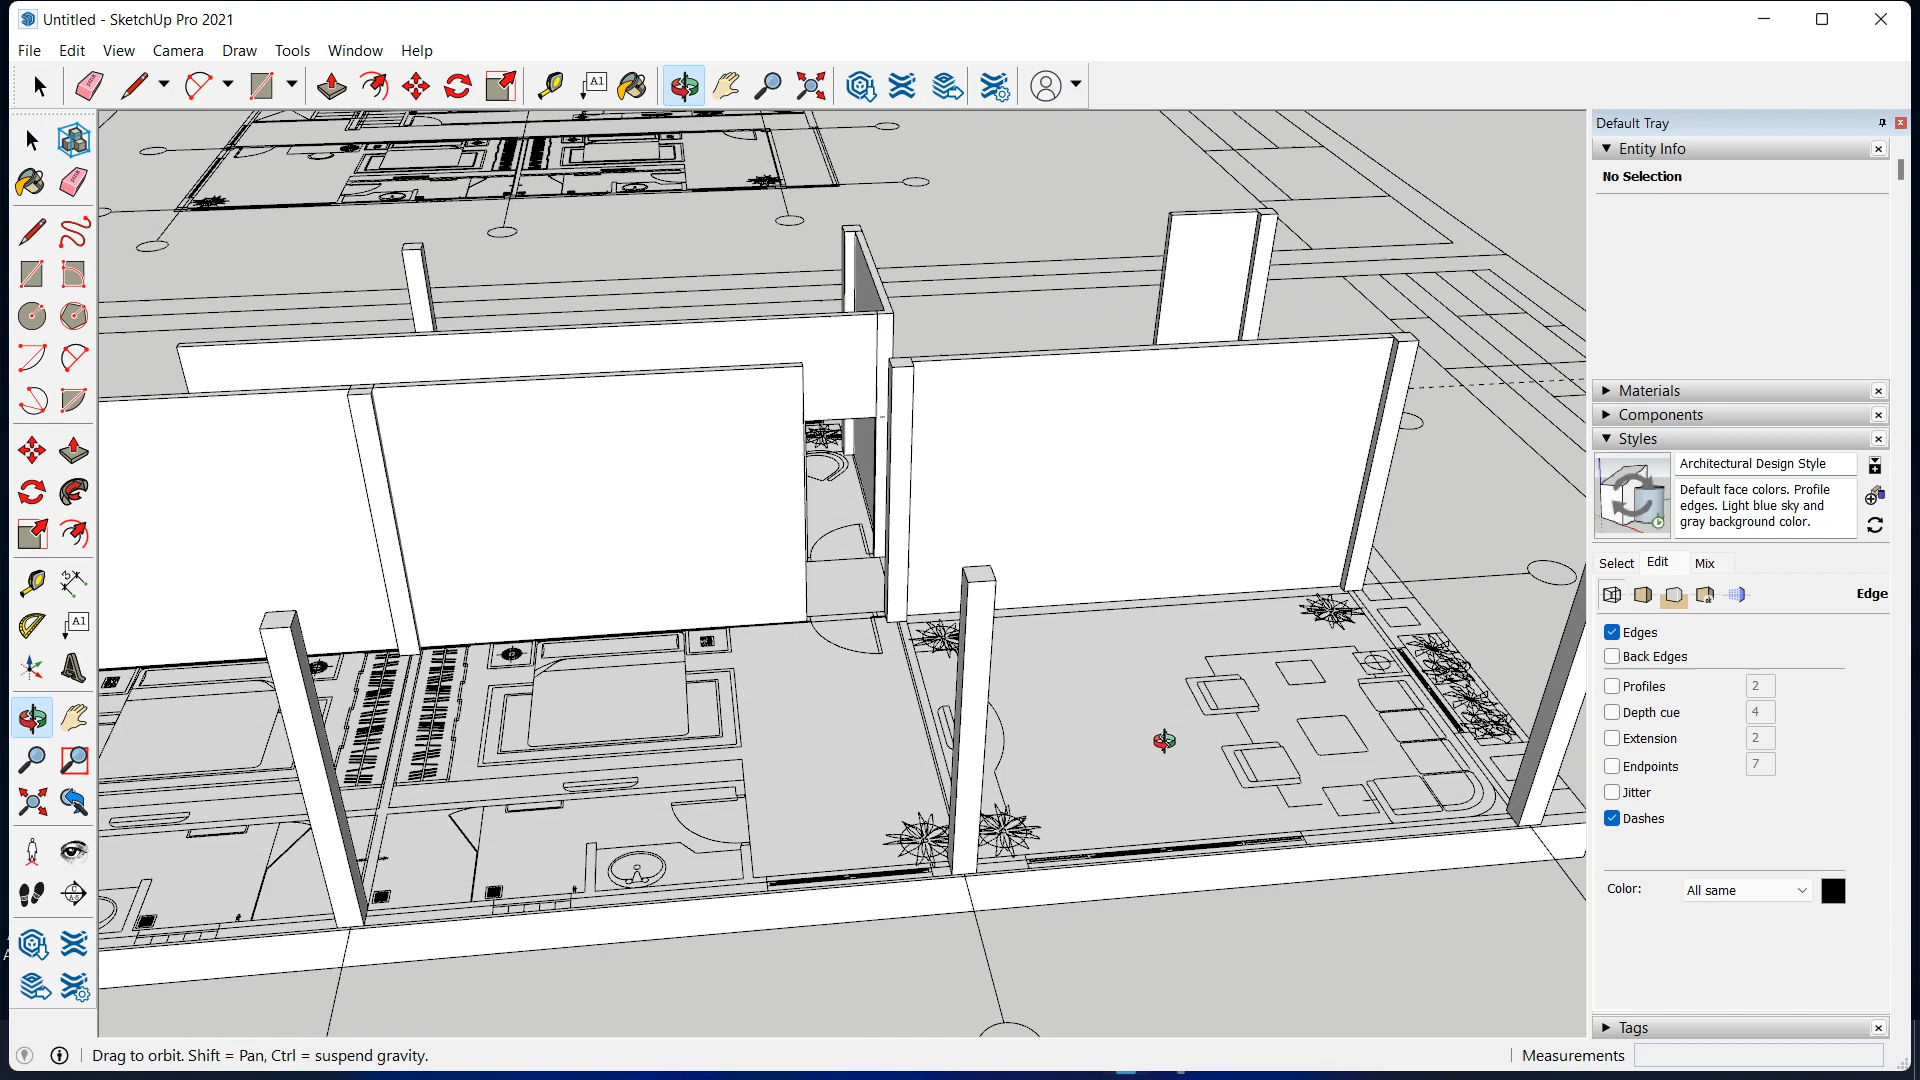 Untitled - SketchUp Pro 2021
File Edit View Camera Draw Tools Window Help
A1
Default Tray
Entity Info
No Selection
A1
Materials
Components
Styles
Architectural Design Style
Default face colors. Profile
edges. Light blue sky and
gray background color.
Select Edit Mix
Edge
Edges
Back Edges
Profiles 2
Depth cue 4
Extension 2
Endpoints 7
Jitter
Dashes
Color: All same
Tags
Drag to orbit. Shift = Pan, Ctrl = suspend gravity.
Measurements